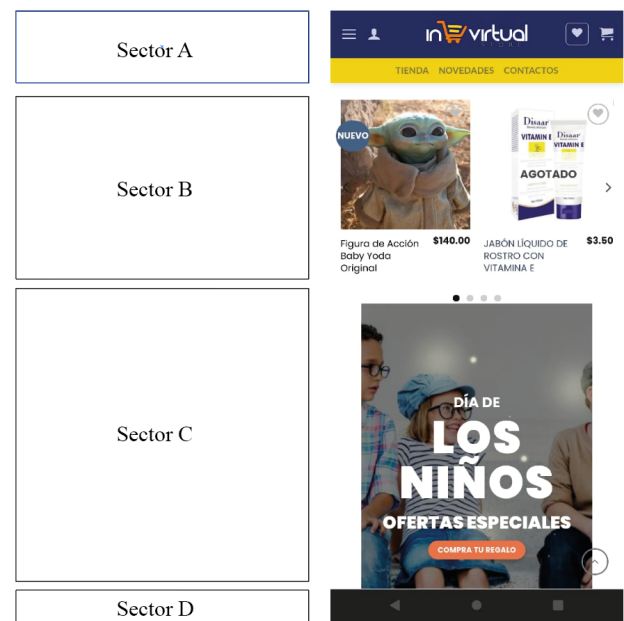 Sector A
Sector B
Sector C
Sector D
in virtual
TIENDA NOVEDADES CONTACTOS
NUEVO
Figura de Acción
Baby Yoda
Original
$140.00
Disaar
VITAMIN E
Disaar
VITAMIN E
AGOTADO
JABÓN LÍQUIDO DE
ROSTRO CON
VITAMINA E
$3.50
DÍA DE
LOS
NIÑOS
OFERTAS ESPECIALES
COMPRA TU REGALO